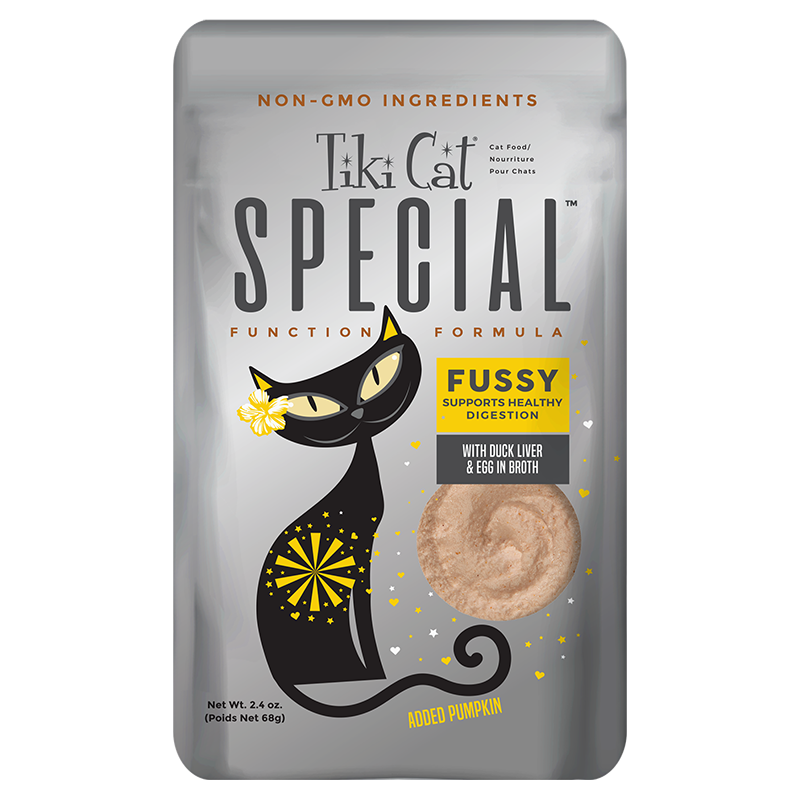 NON-GMO INGREDIENTS
Tiki Cat®
Cat Food/
Nourriture
Pour Chats
SPECIAL™
FUNCTION FORMULA
FUSSY
SUPPORTS HEALTHY
DIGESTION
WITH DUCK LIVER
& EGG IN BROTH
Net Wt. 2.4 oz.
(Poids Net 68g)
ADDED PUMPKIN